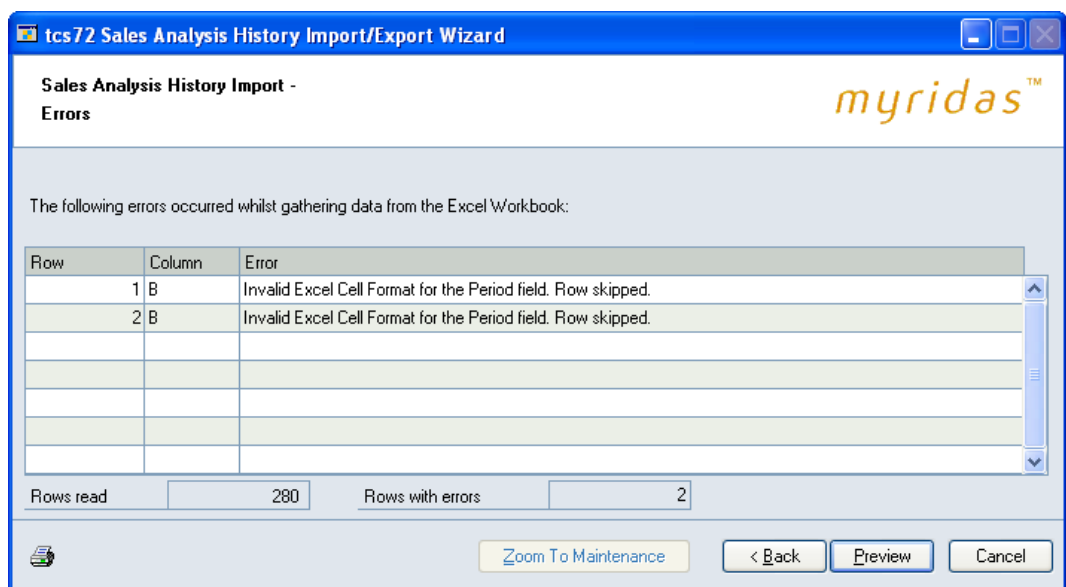 tcs72 Sales Analysis History Import/Export Wizard
Sales Analysis History Import -
Errors
myridas™
The following errors occurred whilst gathering data from the Excel Workbook:
Row Column Error
1 B Invalid Excel Cell Format for the Period field. Row skipped.
2 B Invalid Excel Cell Format for the Period field. Row skipped.
Rows read 280 Rows with errors 2
Zoom To Maintenance < Back Preview Cancel